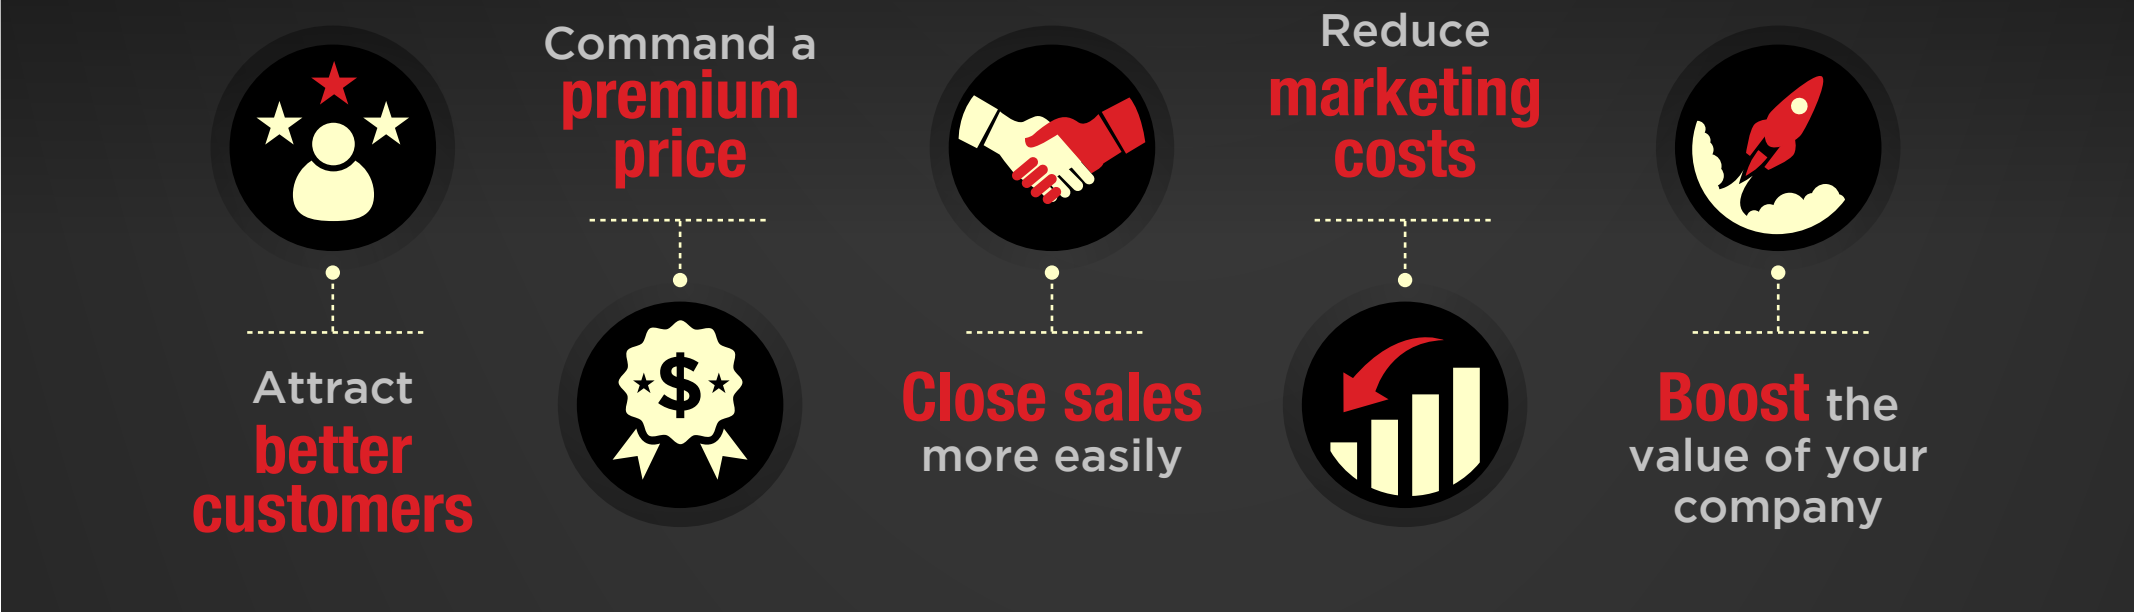 Attract
better
customers
Command a
premium
price
$
Close sales
more easily
Reduce
marketing
costs
Boost the
value of your
company